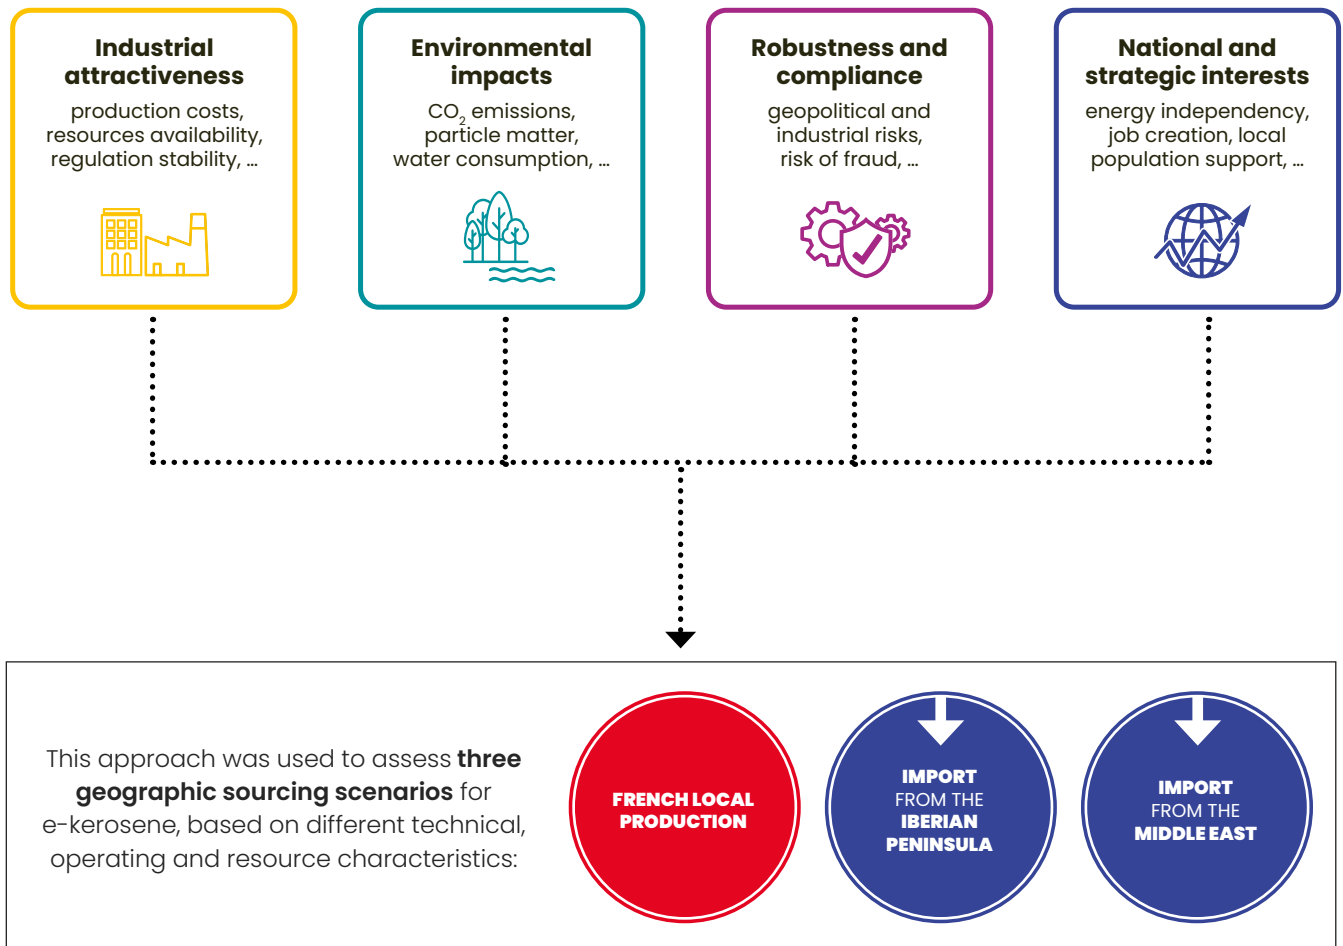 Industrial
attractiveness
production costs,
resources availability,
regulation stability, ...
Environmental
impacts
CO₂ emissions,
particle matter,
water consumption, ...
Robustness and
compliance
geopolitical and
industrial risks,
risk of fraud, ...
National and
strategic interests
energy independency,
job creation, local
population support, ...
This approach was used to assess three
geographic sourcing scenarios for
e-kerosene, based on different technical,
operating and resource characteristics:
FRENCH LOCAL
PRODUCTION
IMPORT
FROM THE
IBERIAN
PENINSULA
IMPORT
FROM THE
MIDDLE EAST